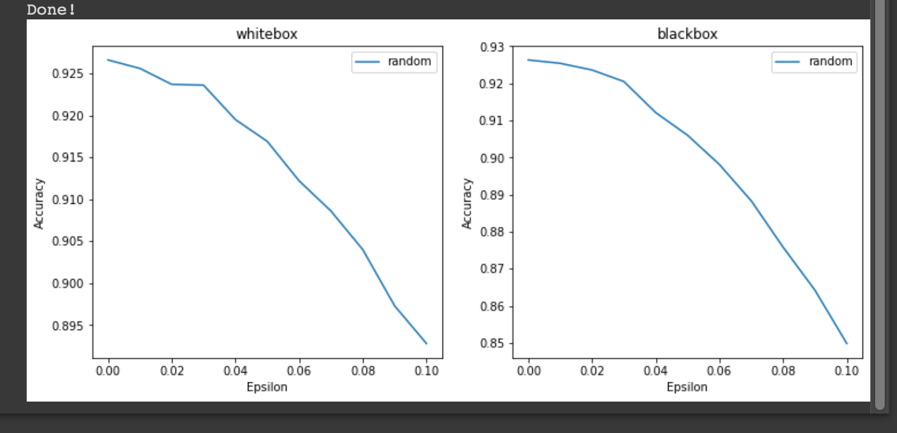 Done!
whitebox
random
0.925
0.920
0.915
0.910
0.905
0.900
0.895
Accuracy
0.00 0.02 0.04 0.06 0.08 0.10
Epsilon
blackbox
random
0.93
0.92
0.91
0.90
0.89
0.88
0.87
0.86
0.85
Accuracy
0.00 0.02 0.04 0.06 0.08 0.10
Epsilon